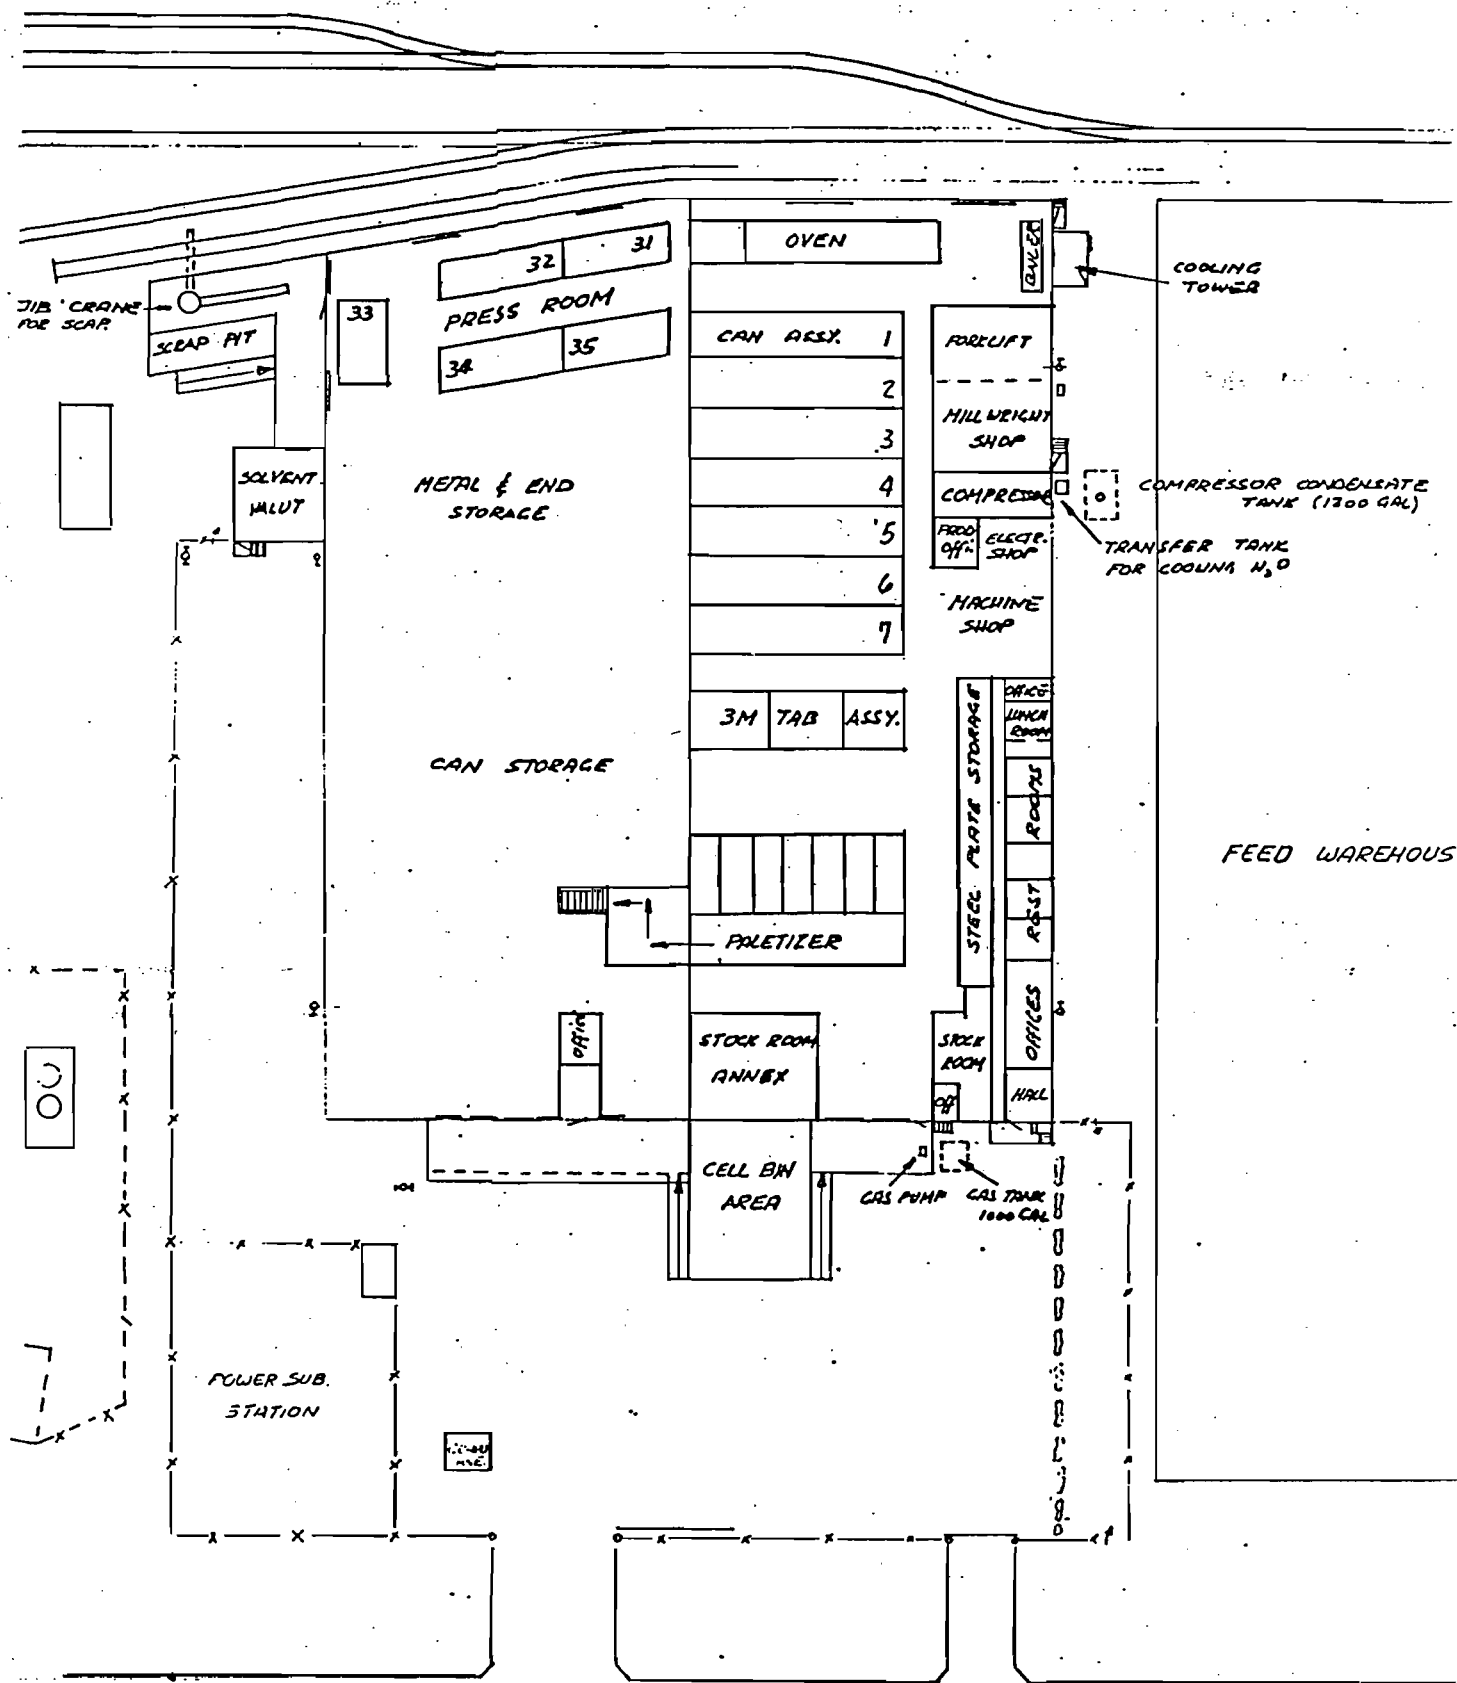 OVEN
31
32
COOLING
TOWER
JIB CRANE
FOR SCAP
33
PRESS ROOM
SCRAP PIT
34
35
CAN ASSY. 1
2
3
4
5
6
7
FORKLIFT
MILLWRIGHT
SHOP
COMPRESSOR
PROD
Offi
ELECTR.
SHOP
MACHINE
SHOP
COMPRESSOR CONDENSATE
TANK (1200 GAL)
TRANSFER TANK
FOR COOLING H2O
SOLVENT
VALUT
METAL & END
STORAGE
OFFICE
LUNCH
ROOM
3M TAB ASSY.
STEEL PLATE STORAGE
REST ROOMS
CAN STORAGE
FEED WAREHOUS
PALETIZER
OFFICES
OFFICE
STOCK ROOM
ANNEX
STOCK
ROOM
Off
HALL
CELL BIN
AREA
GAS PUMP
GAS TANK
1000 GAL
POWER SUB.
STATION